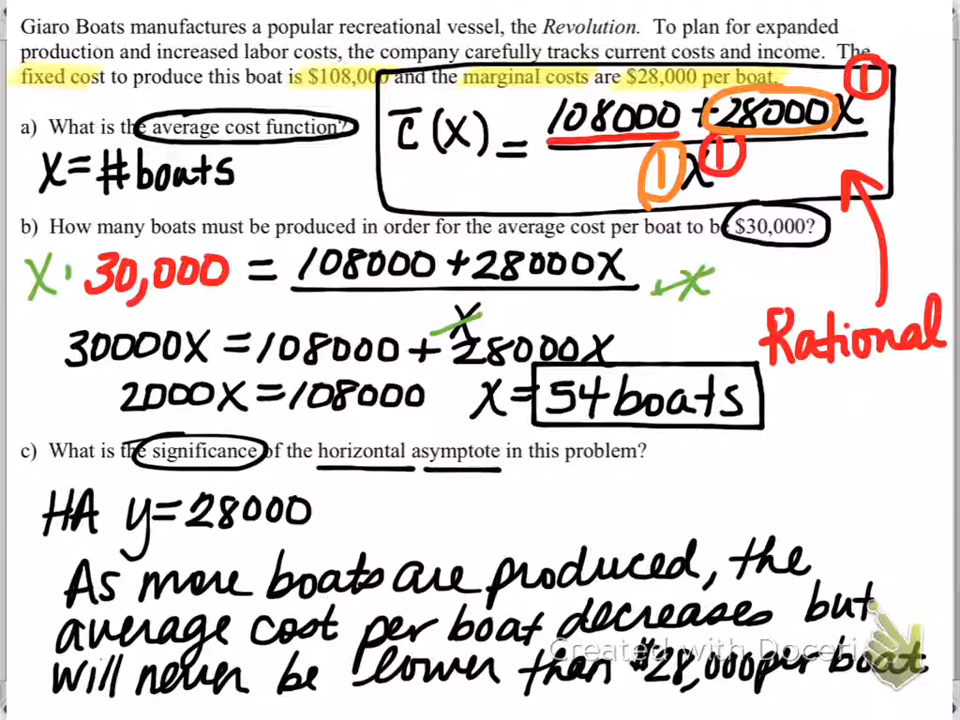 Giaro Boats manufactures a popular recreational vessel, the Revolution. To plan for expanded
production and increased labor costs, the company carefully tracks current costs and income. The
fixed cost to produce this boat is $108,000 and the marginal costs are $28,000 per boat.
a) What is the average cost function?
C̄(X) = 108000 + 28000X ① / ①X ①
X = # boats
Rational
b) How many boats must be produced in order for the average cost per boat to be $30,000?
X · 30,000 = 108000 + 28000X / X · X
30000X = 108000 + 28000X
2000X = 108000 X = 54 boats
c) What is the significance of the horizontal asymptote in this problem?
HA y = 28000
As more boats are produced, the
average cost per boat decreases but
will never be lower than $28,000 per boat
Created with Doceri